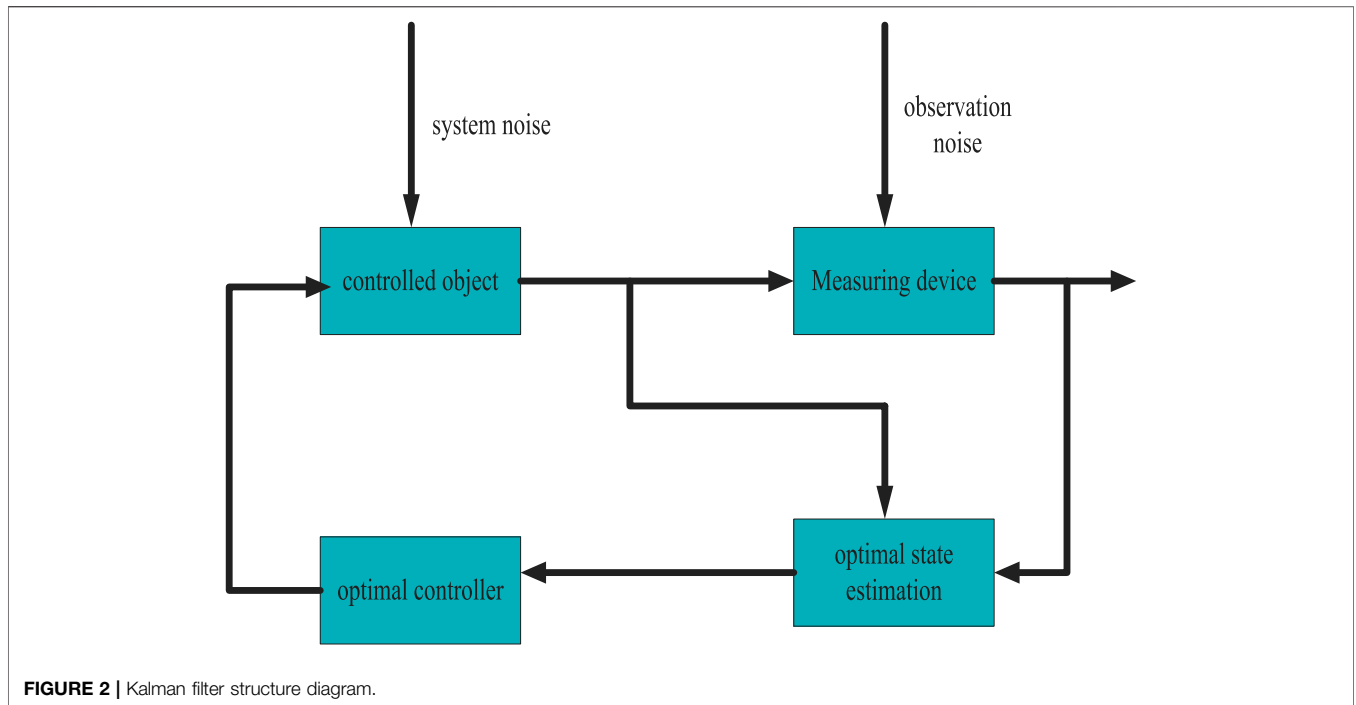 system noise
observation
noise
controlled object
Measuring device
optimal state
estimation
optimal controller
FIGURE 2 | Kalman filter structure diagram.